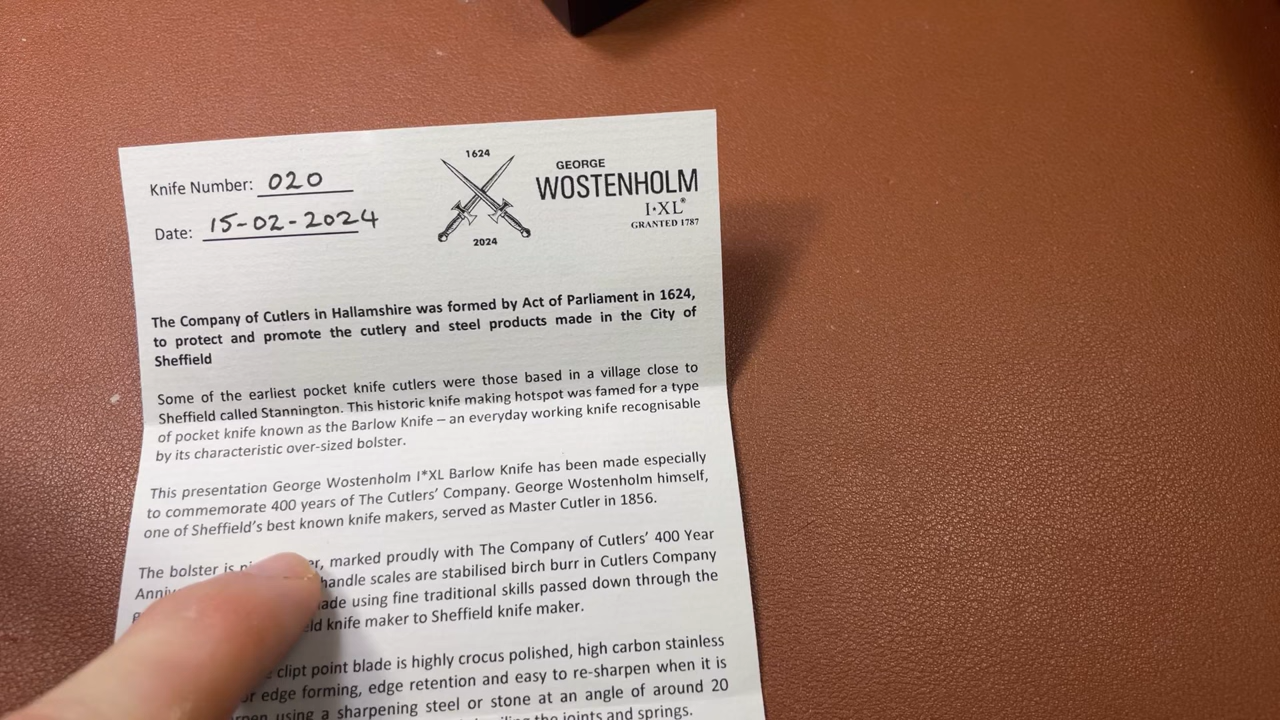 Knife Number: 020
Date: 15-02-2024
1624
2024
GEORGE
WOSTENHOLM
I*XL®
GRANTED 1787
The Company of Cutlers in Hallamshire was formed by Act of Parliament in 1624,
to protect and promote the cutlery and steel products made in the City of
Sheffield
Some of the earliest pocket knife cutlers were those based in a village close to
Sheffield called Stannington. This historic knife making hotspot was famed for a type
of pocket knife known as the Barlow Knife – an everyday working knife recognisable
by its characteristic over-sized bolster.
This presentation George Wostenholm I*XL Barlow Knife has been made especially
to commemorate 400 years of The Cutlers' Company. George Wostenholm himself,
one of Sheffield's best known knife makers, served as Master Cutler in 1856.
The bolster is marked proudly with The Company of Cutlers' 400 Year
handle scales are stabilised birch burr in Cutlers Company
using fine traditional skills passed down through the
knife maker to Sheffield knife maker.
clipt point blade is highly crocus polished, high carbon stainless
edge forming, edge retention and easy to re-sharpen when it is
using a sharpening steel or stone at an angle of around 20
the joints and springs.